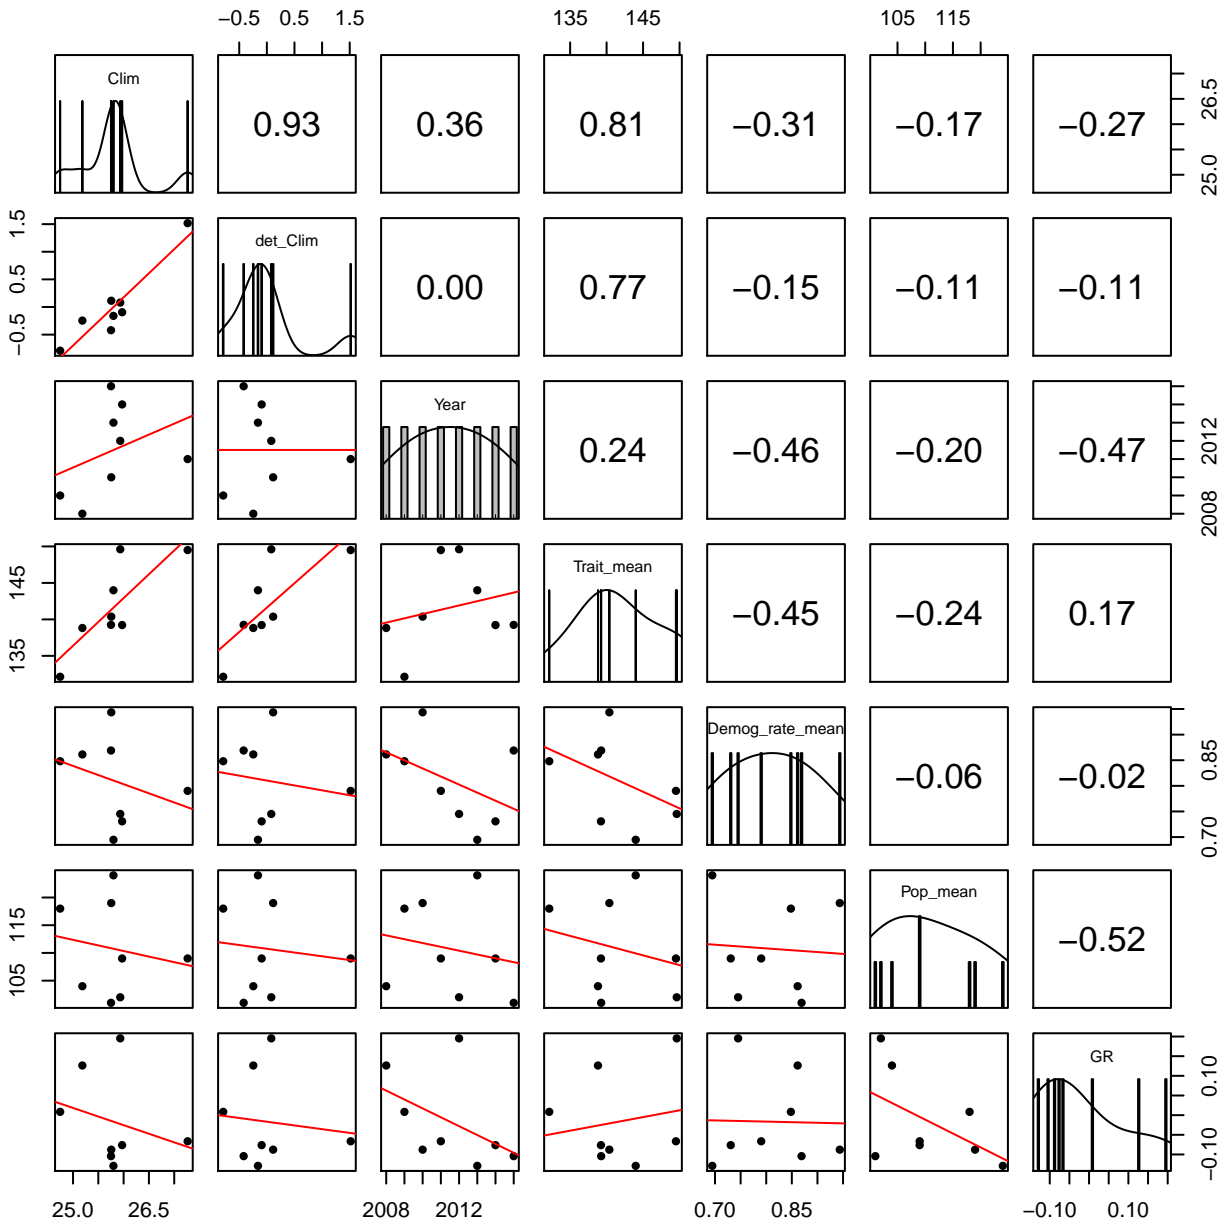 −0.5 0.5 1.5 135 145 105 115
Clim
0.93 0.36 0.81 −0.31 −0.17 −0.27
25.0 26.5
−0.5 0.5 1.5
det_Clim
0.00 0.77 −0.15 −0.11 −0.11
Year
0.24 −0.46 −0.20 −0.47
2008 2012
135 145
Trait_mean
−0.45 −0.24 0.17
Demog_rate_mean
−0.06 −0.02
0.70 0.85
105 115
Pop_mean
−0.52
GR
−0.10 0.10
25.0 26.5 2008 2012 0.70 0.85 −0.10 0.10